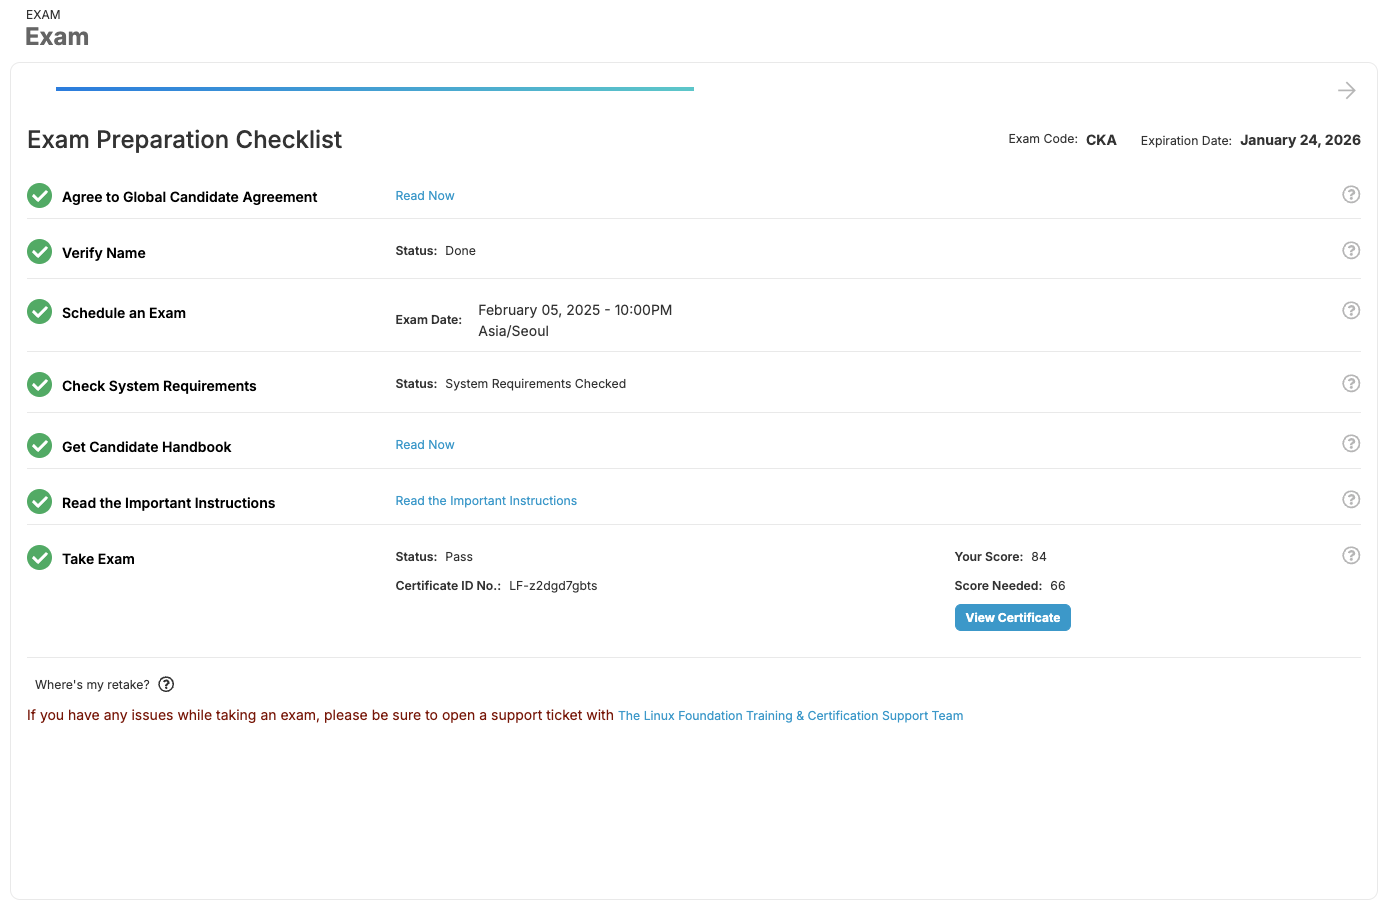 EXAM
Exam
Exam Preparation Checklist
Exam Code: CKA Expiration Date: January 24, 2026
Agree to Global Candidate Agreement Read Now
Verify Name Status: Done
Schedule an Exam Exam Date: February 05, 2025 - 10:00PM
Asia/Seoul
Check System Requirements Status: System Requirements Checked
Get Candidate Handbook Read Now
Read the Important Instructions Read the Important Instructions
Take Exam Status: Pass Your Score: 84
Certificate ID No.: LF-z2dgd7gbts Score Needed: 66
View Certificate
Where's my retake?
If you have any issues while taking an exam, please be sure to open a support ticket with The Linux Foundation Training & Certification Support Team